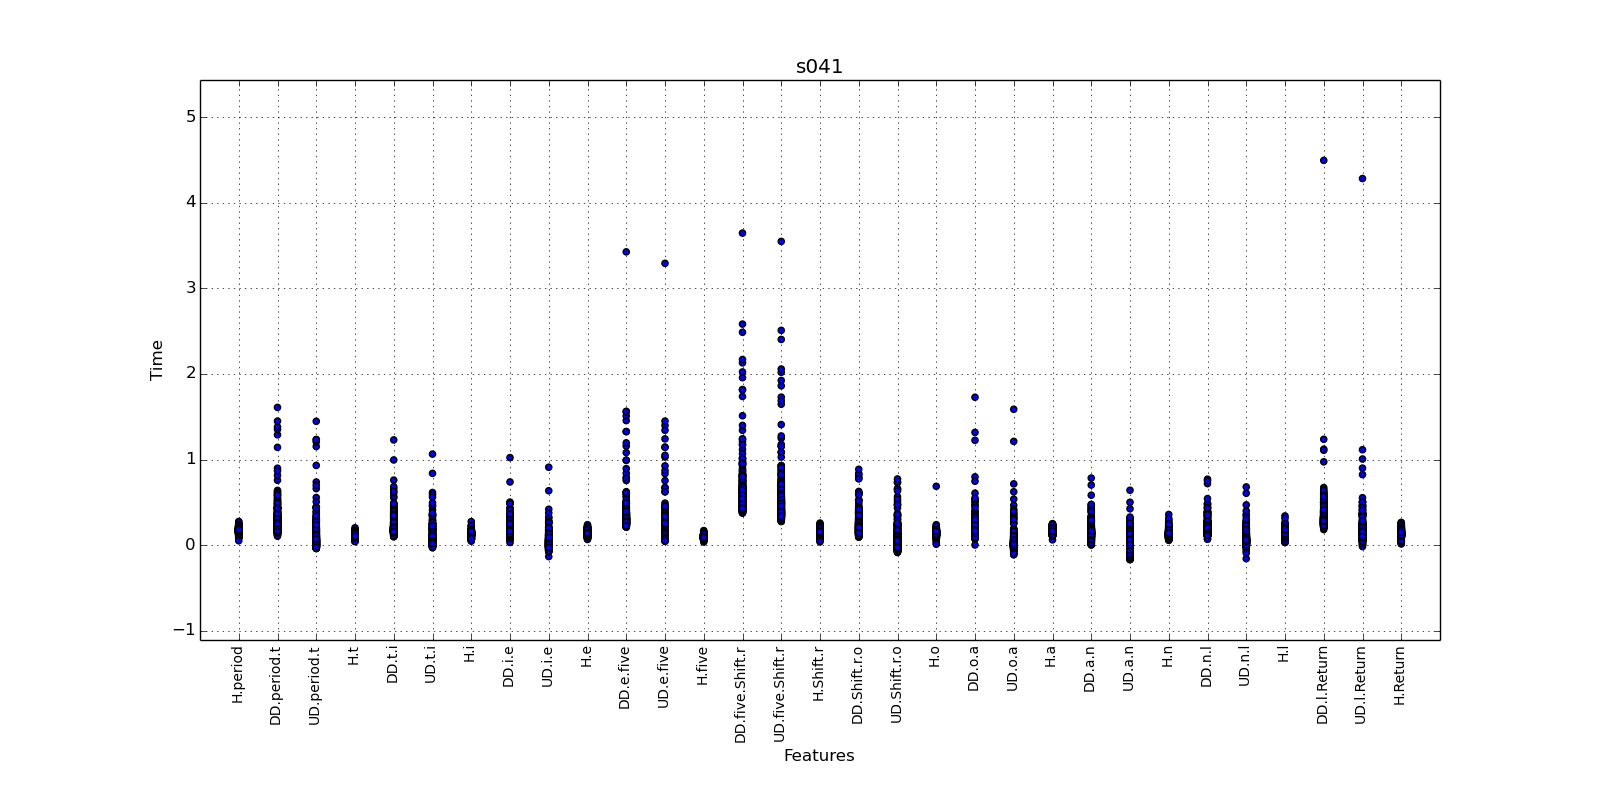 s041
5
4
3
2
1
0
−1
Time
H.period
DD.period.t
UD.period.t
H.t
DD.t.i
UD.t.i
H.i
DD.i.e
UD.i.e
H.e
DD.e.five
UD.e.five
H.five
DD.five.Shift.r
UD.five.Shift.r
H.Shift.r
DD.Shift.r.o
UD.Shift.r.o
H.o
DD.o.a
UD.o.a
H.a
DD.a.n
UD.a.n
H.n
DD.n.l
UD.n.l
H.l
DD.l.Return
UD.l.Return
H.Return
Features